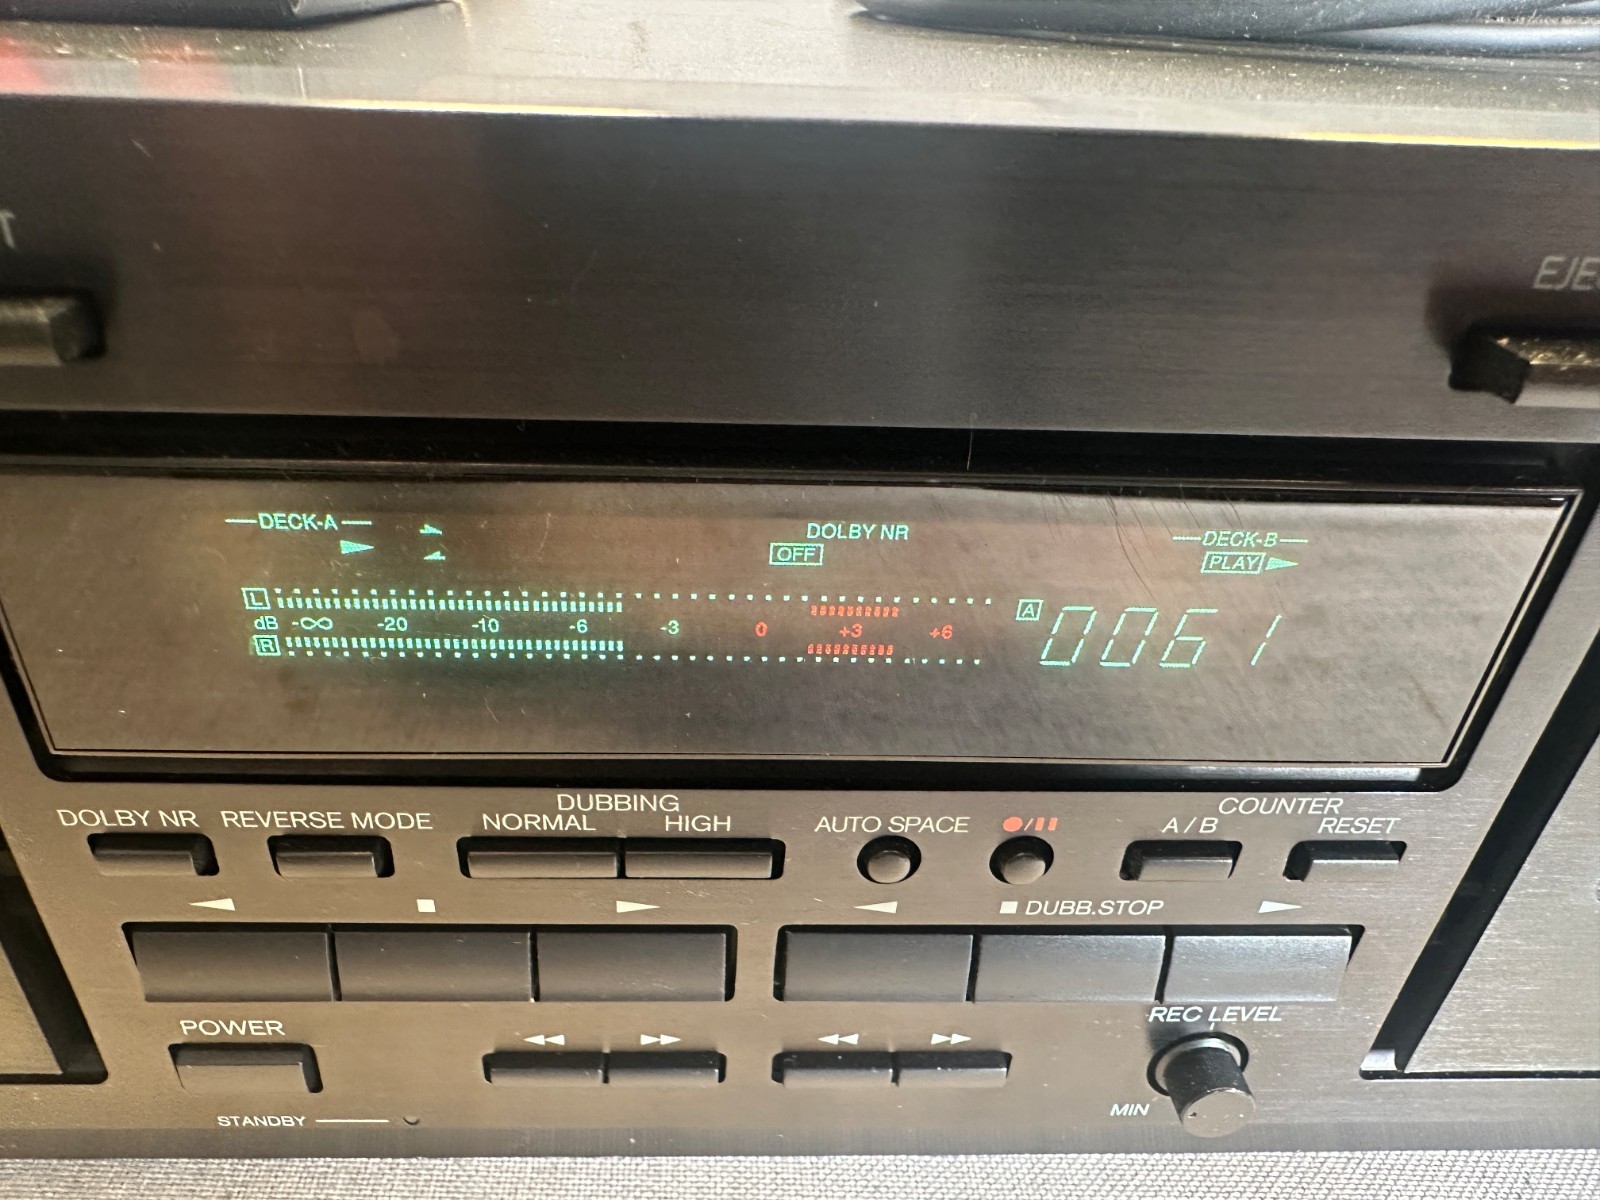 EJE
DECK-A
DOLBY NR
OFF
DECK-B
PLAY
L
dB -∞ -20 -10 -6 -3 0 +3 +6
R
A 0061
DUBBING
COUNTER
DOLBY NR REVERSE MODE NORMAL HIGH AUTO SPACE A / B RESET
DUBB.STOP
POWER
REC LEVEL
MIN
STANDBY